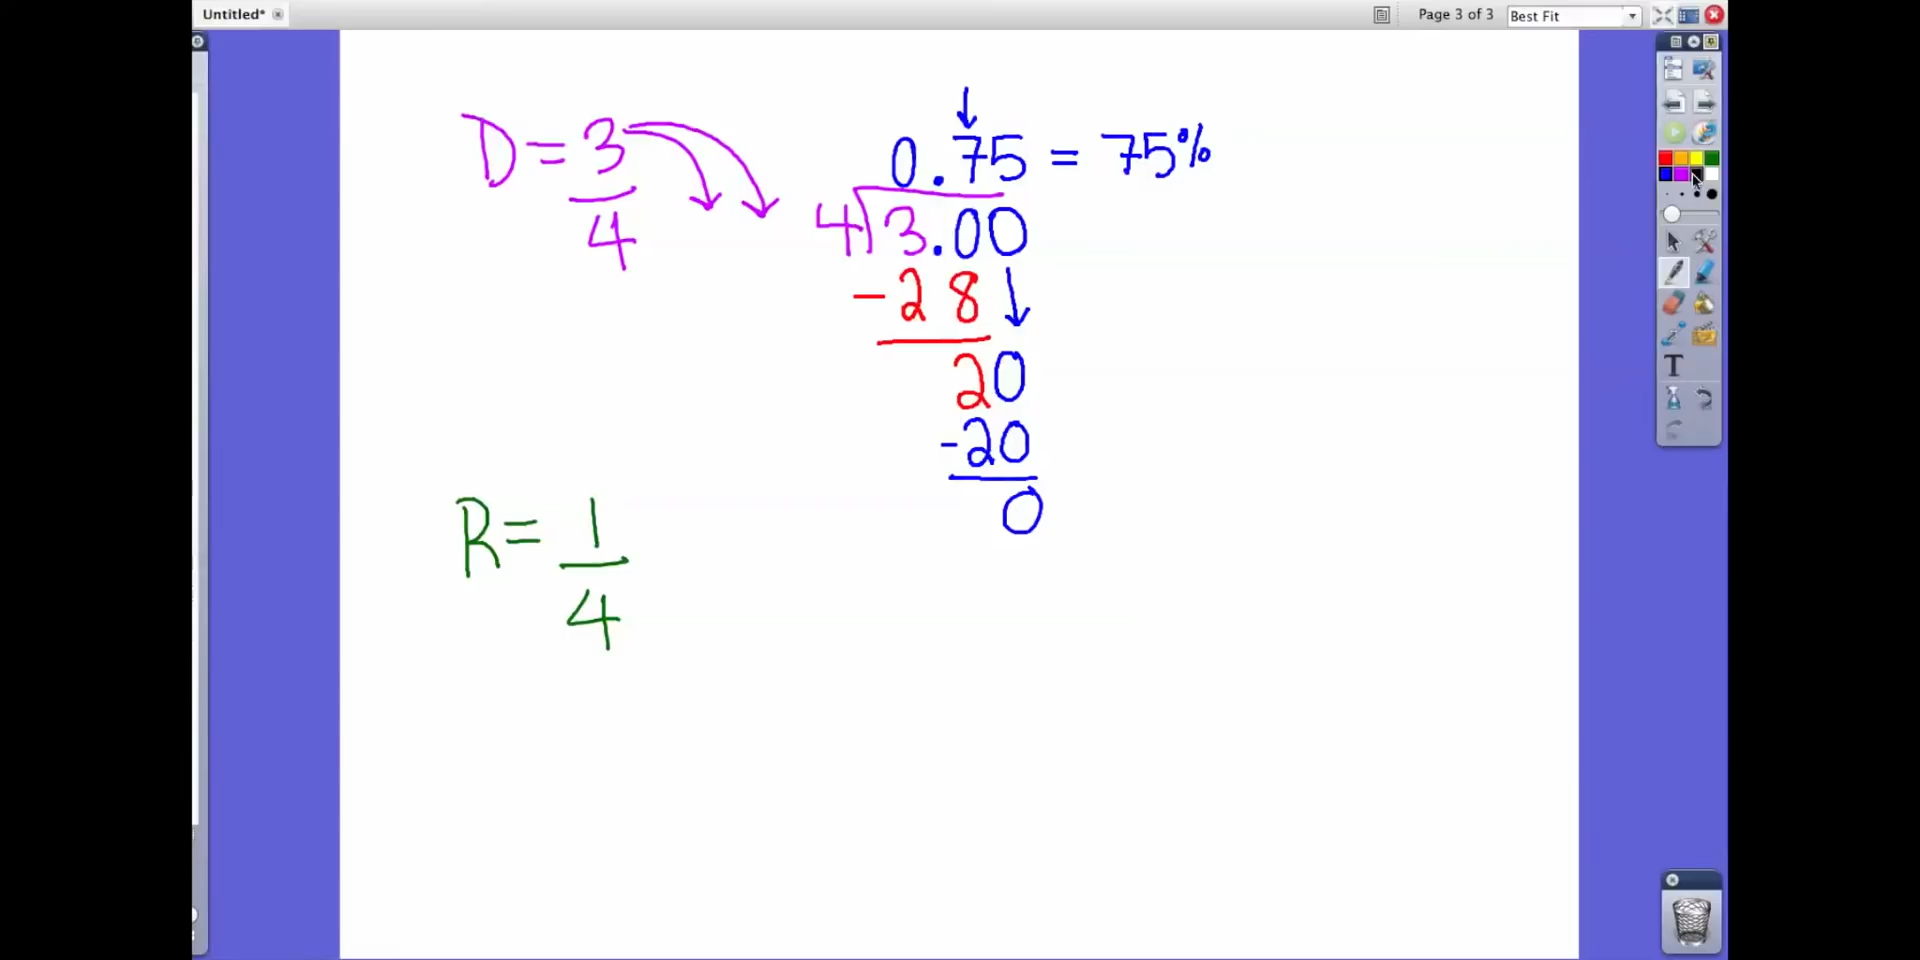 Untitled*
Page 3 of 3
Best Fit
D = 3/4
0.75 = 75%
4)3.00
-28
20
-20
0
R = 1/4
T